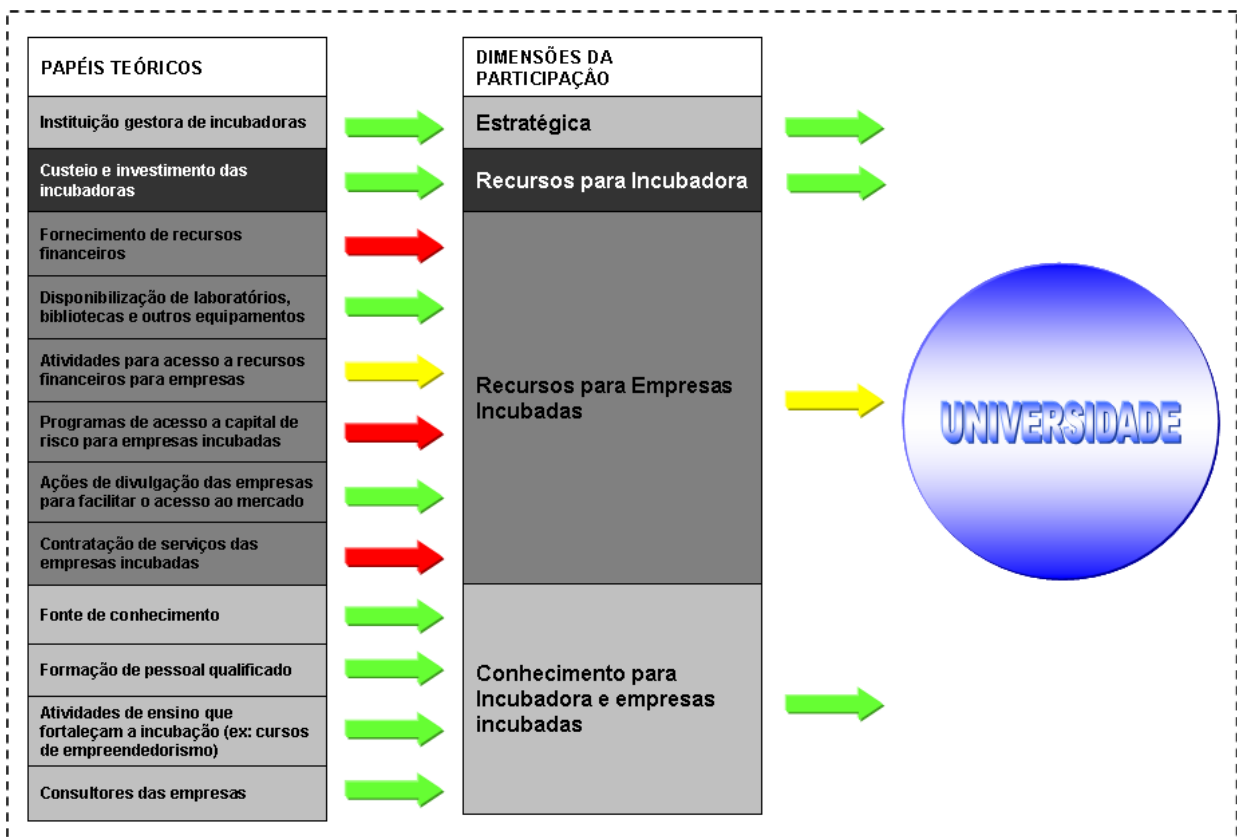 PAPÉIS TEÓRICOS
Instituição gestora de incubadoras
Custeio e investimento das
incubadoras
Fornecimento de recursos
financeiros
Disponibilização de laboratórios,
bibliotecas e outros equipamentos
Atividades para acesso a recursos
financeiros para empresas
Programas de acesso a capital de
risco para empresas incubadas
Ações de divulgação das empresas
para facilitar o acesso ao mercado
Contratação de serviços das
empresas incubadas
Fonte de conhecimento
Formação de pessoal qualificado
Atividades de ensino que
fortaleçam a incubação (ex: cursos
de empreendedorismo)
Consultores das empresas
DIMENSÕES DA
PARTICIPAÇÂO
Estratégica
Recursos para Incubadora
Recursos para Empresas
Incubadas
Conhecimento para
Incubadora e empresas
incubadas
UNIVERSIDADE